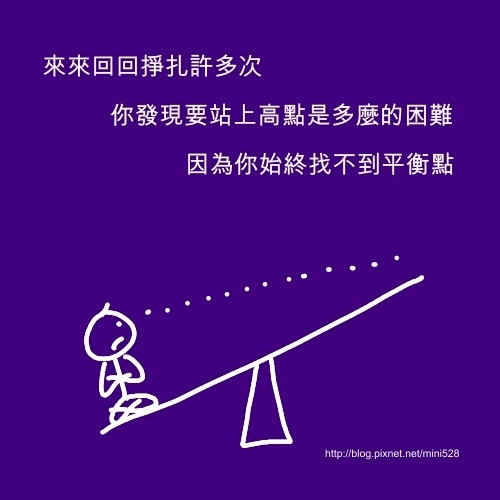 來來回回掙扎許多次
你發現要站上高點是多麼的困難
因為你始終找不到平衡點
http://blog.pixnet.net/mini528